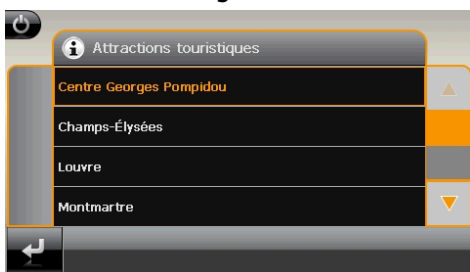 Attractions touristiques
Centre Georges Pompidou
Champs-Élysées
Louvre
Montmartre